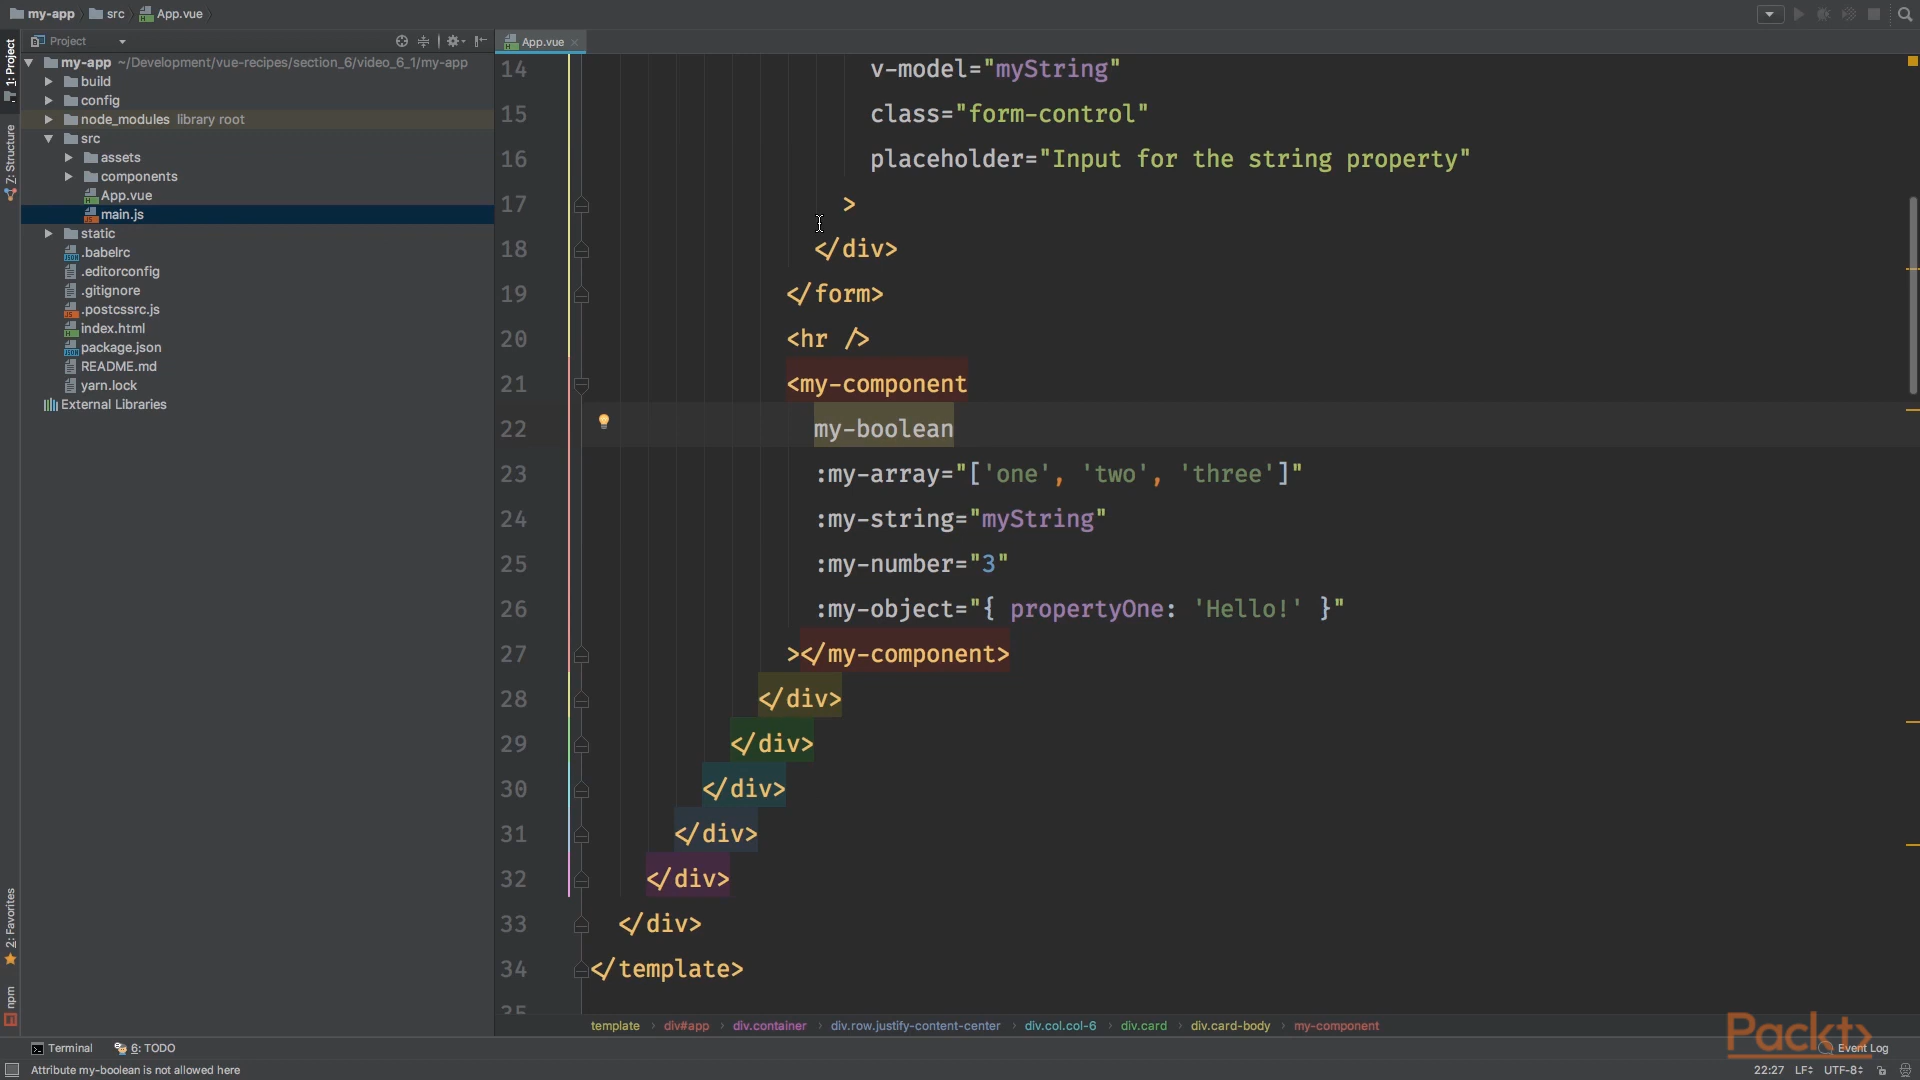 my-app src App.vue
Project
my-app ~/Development/vue-recipes/section_6/video_6_1/my-app
build
config
node_modules library root
src
assets
components
App.vue
main.js
static
.babelrc
.editorconfig
.gitignore
.postcssrc.js
index.html
package.json
README.md
yarn.lock
External Libraries
1: Project
7: Structure
2: Favorites
npm
App.vue
14 v-model="myString"
15 class="form-control"
16 placeholder="Input for the string property"
17 >
18 </div>
19 </form>
20 <hr />
21 <my-component
22 my-boolean
23 :my-array="['one', 'two', 'three']"
24 :my-string="myString"
25 :my-number="3"
26 :my-object="{ propertyOne: 'Hello!' }"
27 ></my-component>
28 </div>
29 </div>
30 </div>
31 </div>
32 </div>
33 </div>
34 </template>
35
template › div#app › div.container › div.row.justify-content-center › div.col.col-6 › div.card › div.card-body › my-component
Packt>
Terminal 6: TODO Event Log
Attribute my-boolean is not allowed here 22:27 LF÷ UTF-8÷